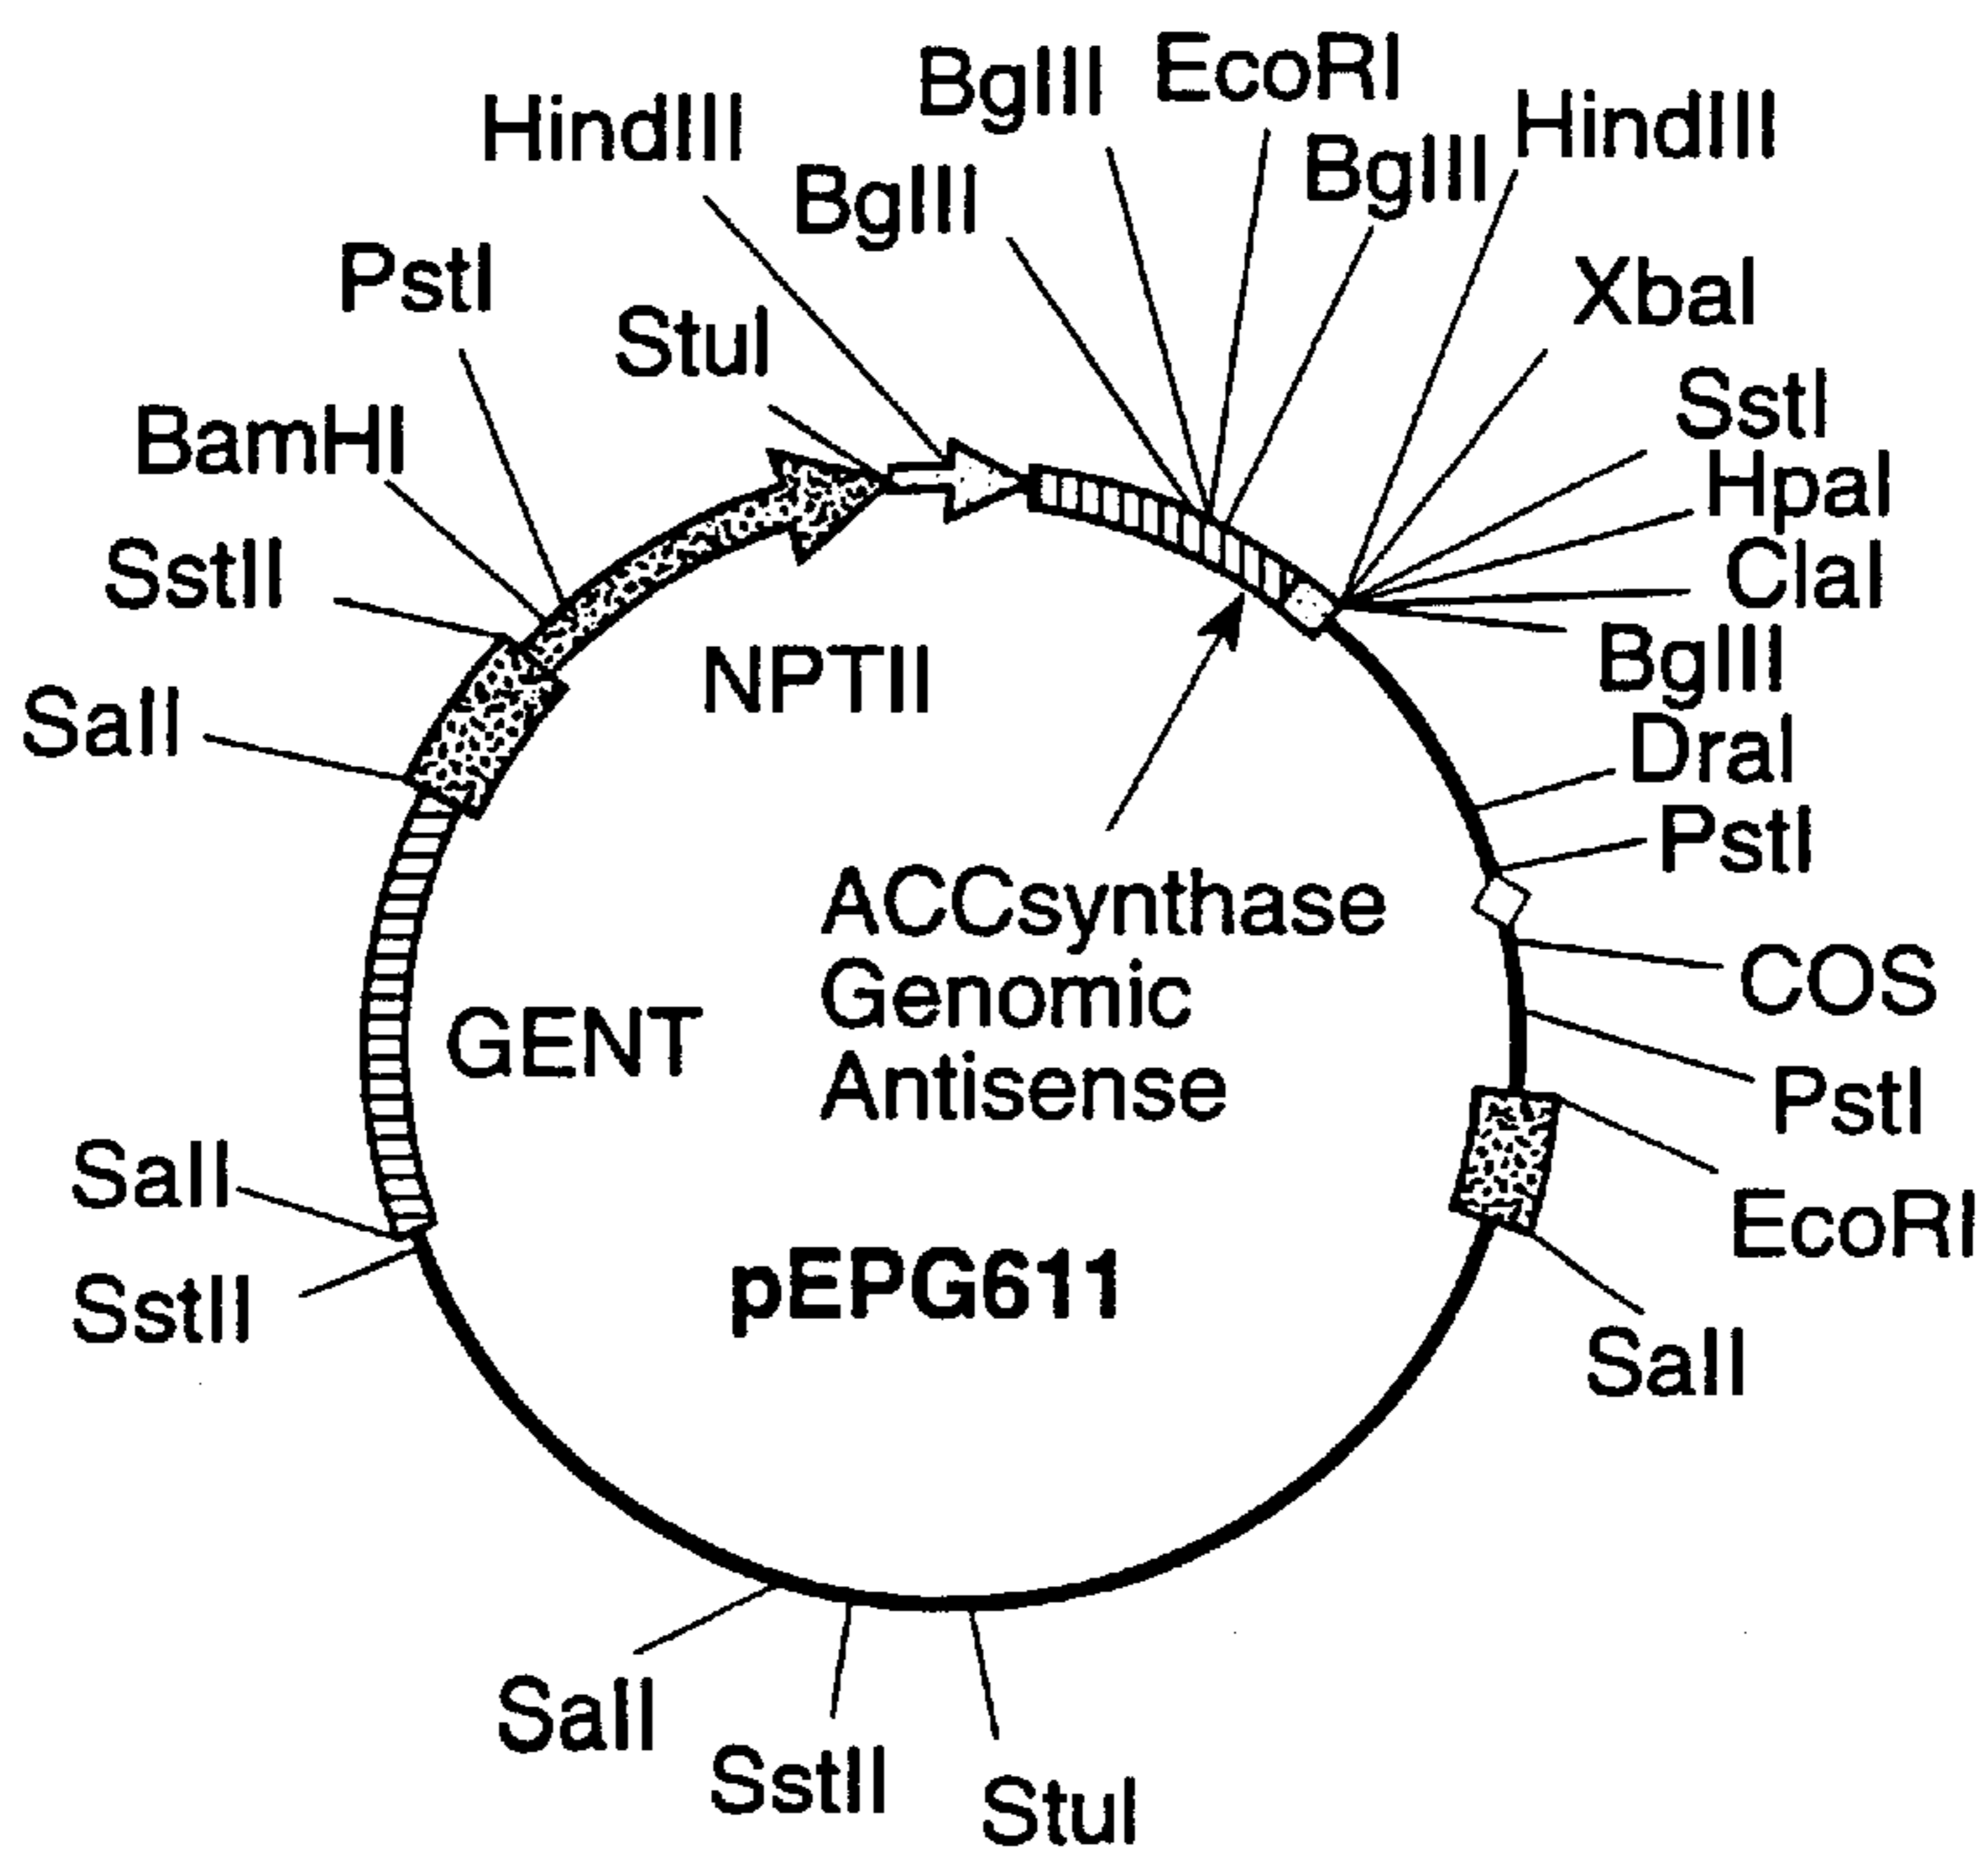 BglII
EcoRI
HindIII
HindIII
BglII
BglII
PstI
XbaI
StuI
SstI
BamHI
HpaI
SstII
ClaI
NPTII
BglII
SalI
DraI
PstI
ACCsynthase
Genomic
Antisense
COS
GENT
PstI
SalI
EcoRI
pEPG611
SstII
SalI
SalI
SstII
StuI